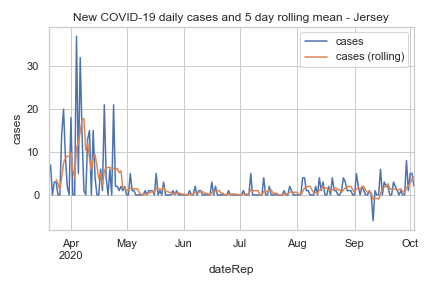 New COVID-19 daily cases and 5 day rolling mean - Jersey
cases
cases (rolling)
cases
30
20
10
0
Apr
2020
May
Jun
Jul
Aug
Sep
Oct
dateRep